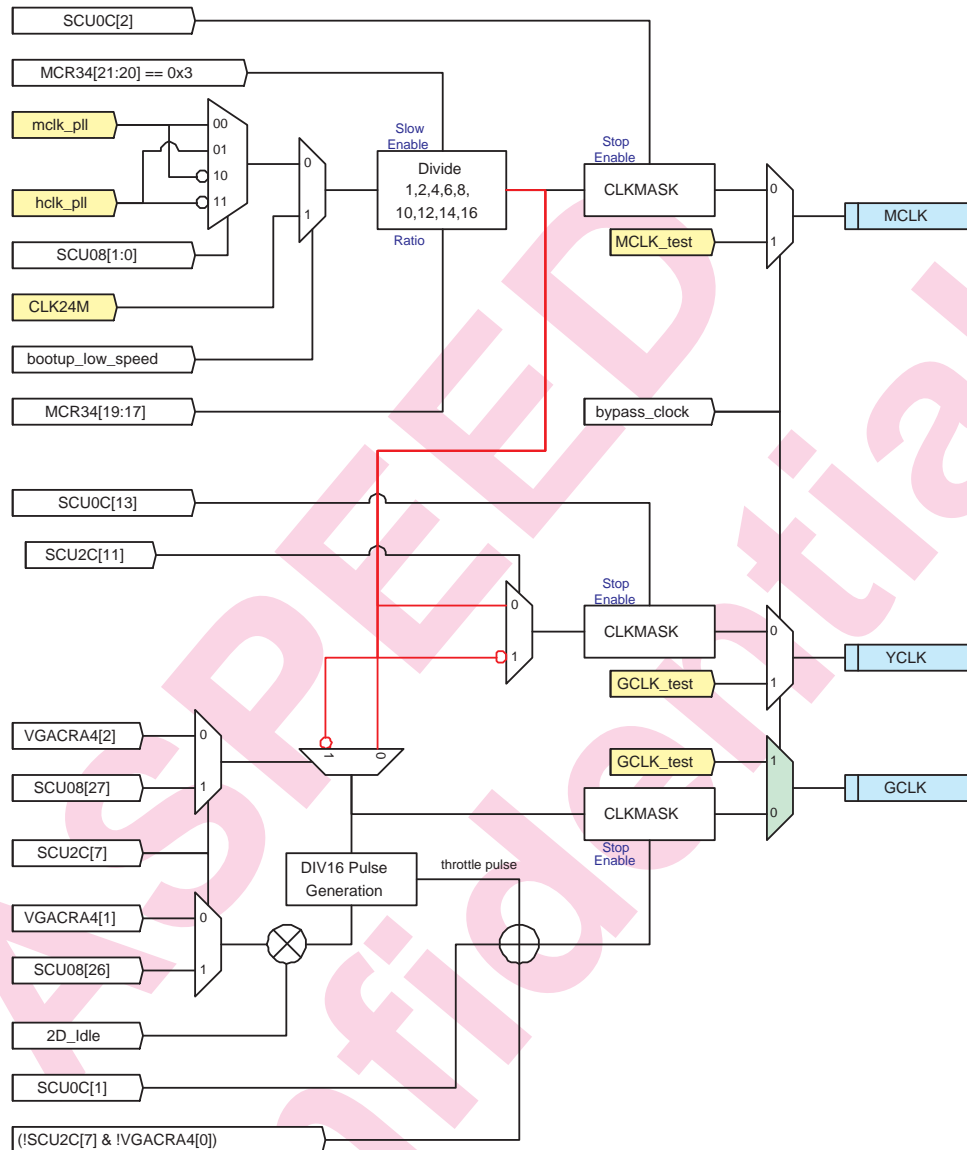 SCU0C[2]
MCR34[21:20] == 0x3
mclk_pll
00
Slow
Enable
Stop
Enable
01
0
Divide
1,2,4,6,8,
10,12,14,16
CLKMASK
0
10
hclk_pll
11
1
MCLK
Ratio
MCLK_test
1
SCU08[1:0]
CLK24M
bootup_low_speed
MCR34[19:17]
bypass_clock
SCU0C[13]
SCU2C[11]
Stop
Enable
0
CLKMASK
0
1
YCLK
GCLK_test
1
VGACRA4[2]
0
1
0
GCLK_test
1
SCU08[27]
1
GCLK
CLKMASK
0
SCU2C[7]
Stop
Enable
DIV16 Pulse
Generation
throttle pulse
VGACRA4[1]
0
SCU08[26]
1
2D_Idle
SCU0C[1]
(!SCU2C[7] & !VGACRA4[0])
ASPEED
nfidential